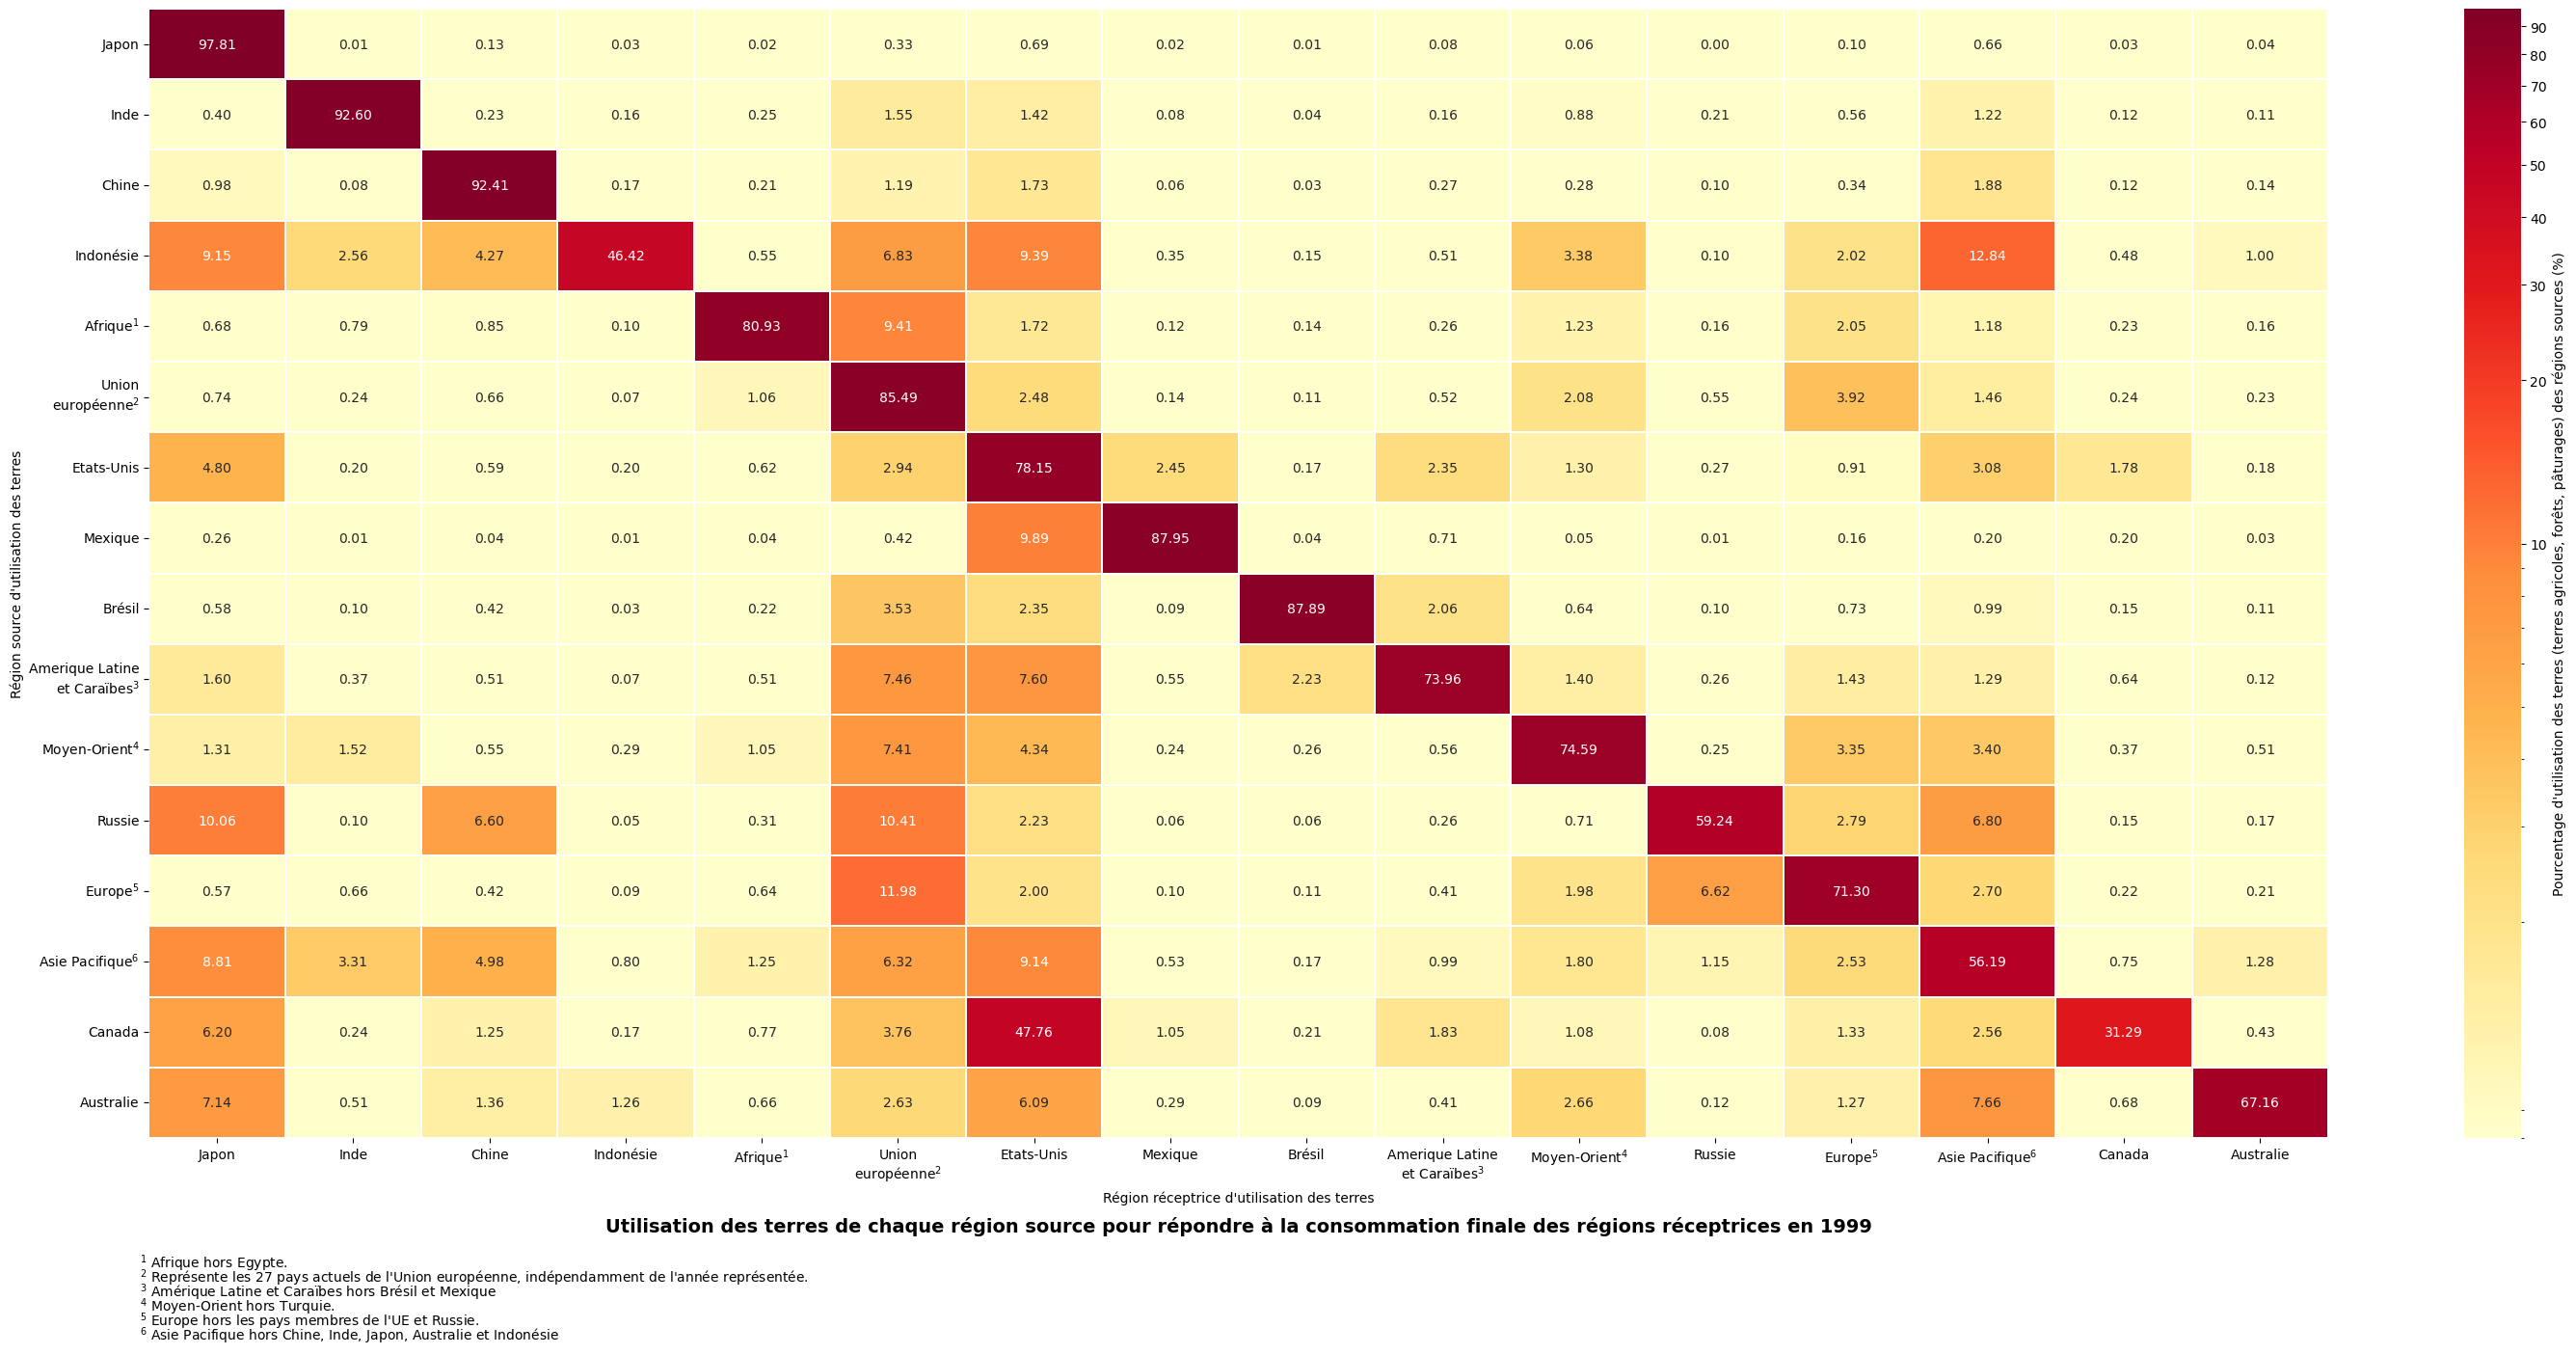 Japon 97.81 0.01 0.13 0.03 0.02 0.33 0.69 0.02 0.01 0.08 0.06 0.00 0.10 0.66 0.03 0.04
Inde 0.40 92.60 0.23 0.16 0.25 1.55 1.42 0.08 0.04 0.16 0.88 0.21 0.56 1.22 0.12 0.11
Chine 0.98 0.08 92.41 0.17 0.21 1.19 1.73 0.06 0.03 0.27 0.28 0.10 0.34 1.88 0.12 0.14
Indonésie 9.15 2.56 4.27 46.42 0.55 6.83 9.39 0.35 0.15 0.51 3.38 0.10 2.02 12.84 0.48 1.00
Afrique¹ 0.68 0.79 0.85 0.10 80.93 9.41 1.72 0.12 0.14 0.26 1.23 0.16 2.05 1.18 0.23 0.16
Union
européenne² 0.74 0.24 0.66 0.07 1.06 85.49 2.48 0.14 0.11 0.52 2.08 0.55 3.92 1.46 0.24 0.23
Etats-Unis 4.80 0.20 0.59 0.20 0.62 2.94 78.15 2.45 0.17 2.35 1.30 0.27 0.91 3.08 1.78 0.18
Mexique 0.26 0.01 0.04 0.01 0.04 0.42 9.89 87.95 0.04 0.71 0.05 0.01 0.16 0.20 0.20 0.03
Brésil 0.58 0.10 0.42 0.03 0.22 3.53 2.35 0.09 87.89 2.06 0.64 0.10 0.73 0.99 0.15 0.11
Amerique Latine
et Caraïbes³ 1.60 0.37 0.51 0.07 0.51 7.46 7.60 0.55 2.23 73.96 1.40 0.26 1.43 1.29 0.64 0.12
Moyen-Orient⁴ 1.31 1.52 0.55 0.29 1.05 7.41 4.34 0.24 0.26 0.56 74.59 0.25 3.35 3.40 0.37 0.51
Russie 10.06 0.10 6.60 0.05 0.31 10.41 2.23 0.06 0.06 0.26 0.71 59.24 2.79 6.80 0.15 0.17
Europe⁵ 0.57 0.66 0.42 0.09 0.64 11.98 2.00 0.10 0.11 0.41 1.98 6.62 71.30 2.70 0.22 0.21
Asie Pacifique⁶ 8.81 3.31 4.98 0.80 1.25 6.32 9.14 0.53 0.17 0.99 1.80 1.15 2.53 56.19 0.75 1.28
Canada 6.20 0.24 1.25 0.17 0.77 3.76 47.76 1.05 0.21 1.83 1.08 0.08 1.33 2.56 31.29 0.43
Australie 7.14 0.51 1.36 1.26 0.66 2.63 6.09 0.29 0.09 0.41 2.66 0.12 1.27 7.66 0.68 67.16
Région source d'utilisation des terres
Japon Inde Chine Indonésie Afrique¹ Union Etats-Unis Mexique Brésil Amerique Latine Moyen-Orient⁴ Russie Europe⁵ Asie Pacifique⁶ Canada Australie
européenne² et Caraïbes³
Région réceptrice d'utilisation des terres
90
80
70
60
50
40
30
20
10
Pourcentage d'utilisation des terres (terres agricoles, forêts, pâturages) des régions sources (%)
Utilisation des terres de chaque région source pour répondre à la consommation finale des régions réceptrices en 1999
¹ Afrique hors Egypte.
² Représente les 27 pays actuels de l'Union européenne, indépendamment de l'année représentée.
³ Amérique Latine et Caraïbes hors Brésil et Mexique
⁴ Moyen-Orient hors Turquie.
⁵ Europe hors les pays membres de l'UE et Russie.
⁶ Asie Pacifique hors Chine, Inde, Japon, Australie et Indonésie